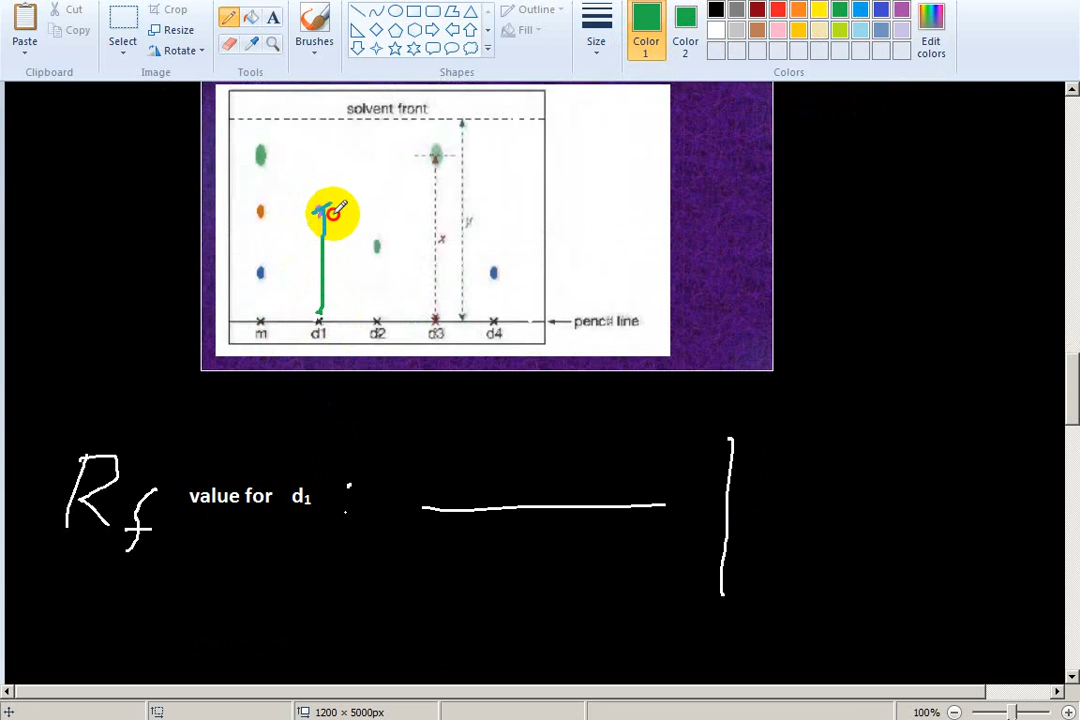 Cut
Crop
Outline
Copy
Resize
Fill
Paste
Select
Rotate
A
Brushes
Size
Color 1
Color 2
Edit colors
Clipboard
Image
Tools
Shapes
Colors
solvent front
x
y
pencil line
m d1 d2 d3 d4
Rf value for d₁ :
1200 × 5000px
100%